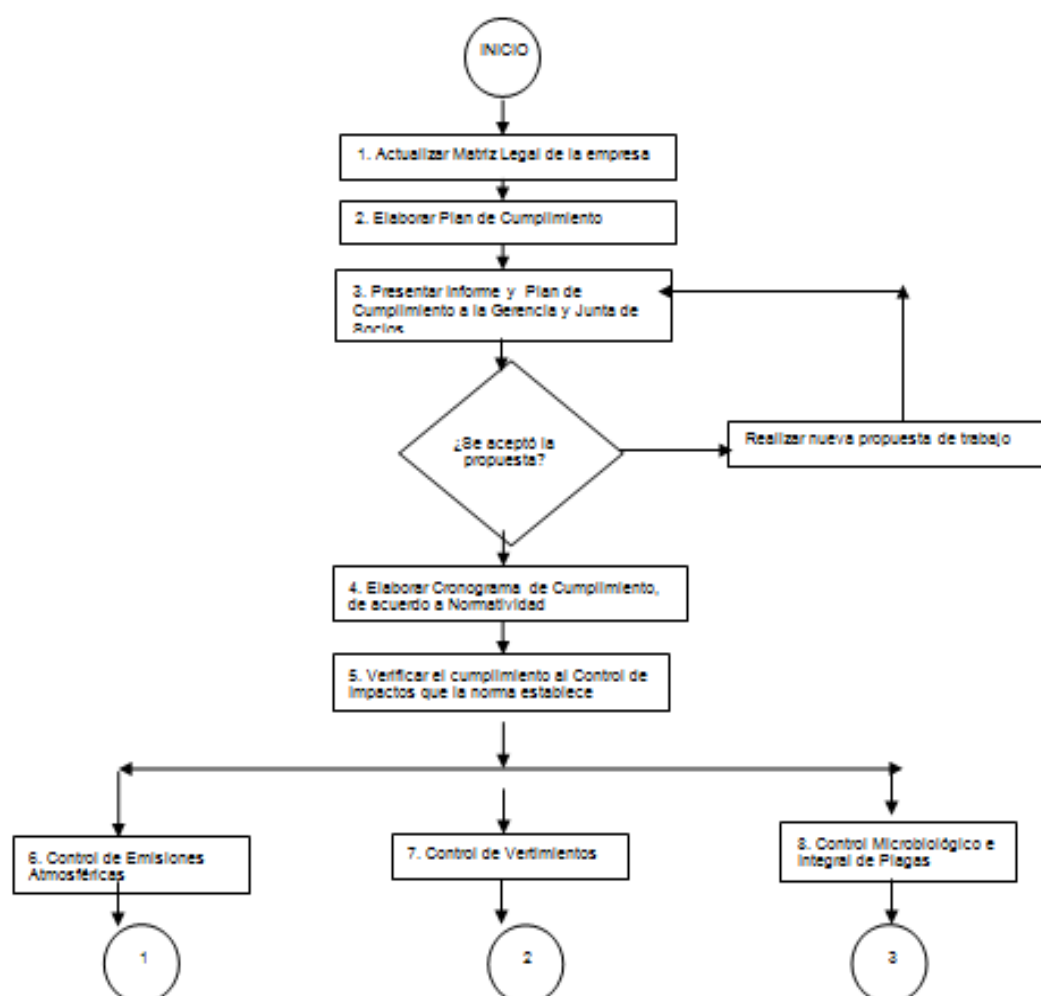 INICIO
1. Actualizar Matriz Legal de la empresa
2. Elaborar Plan de Cumplimiento
3. Presentar Informe y Plan de
Cumplimiento a la Gerencia y Junta de
Socios
¿Se aceptó la
propuesta?
Realizar nueva propuesta de trabajo
4. Elaborar Cronograma de Cumplimiento,
de acuerdo a Normatividad
5. Verificar el cumplimiento al Control de
Impactos que la norma establece
6. Control de Emisiones
Atmosféricas
7. Control de Vertimientos
8. Control Microbiológico e
Integral de Plagas
1
2
3